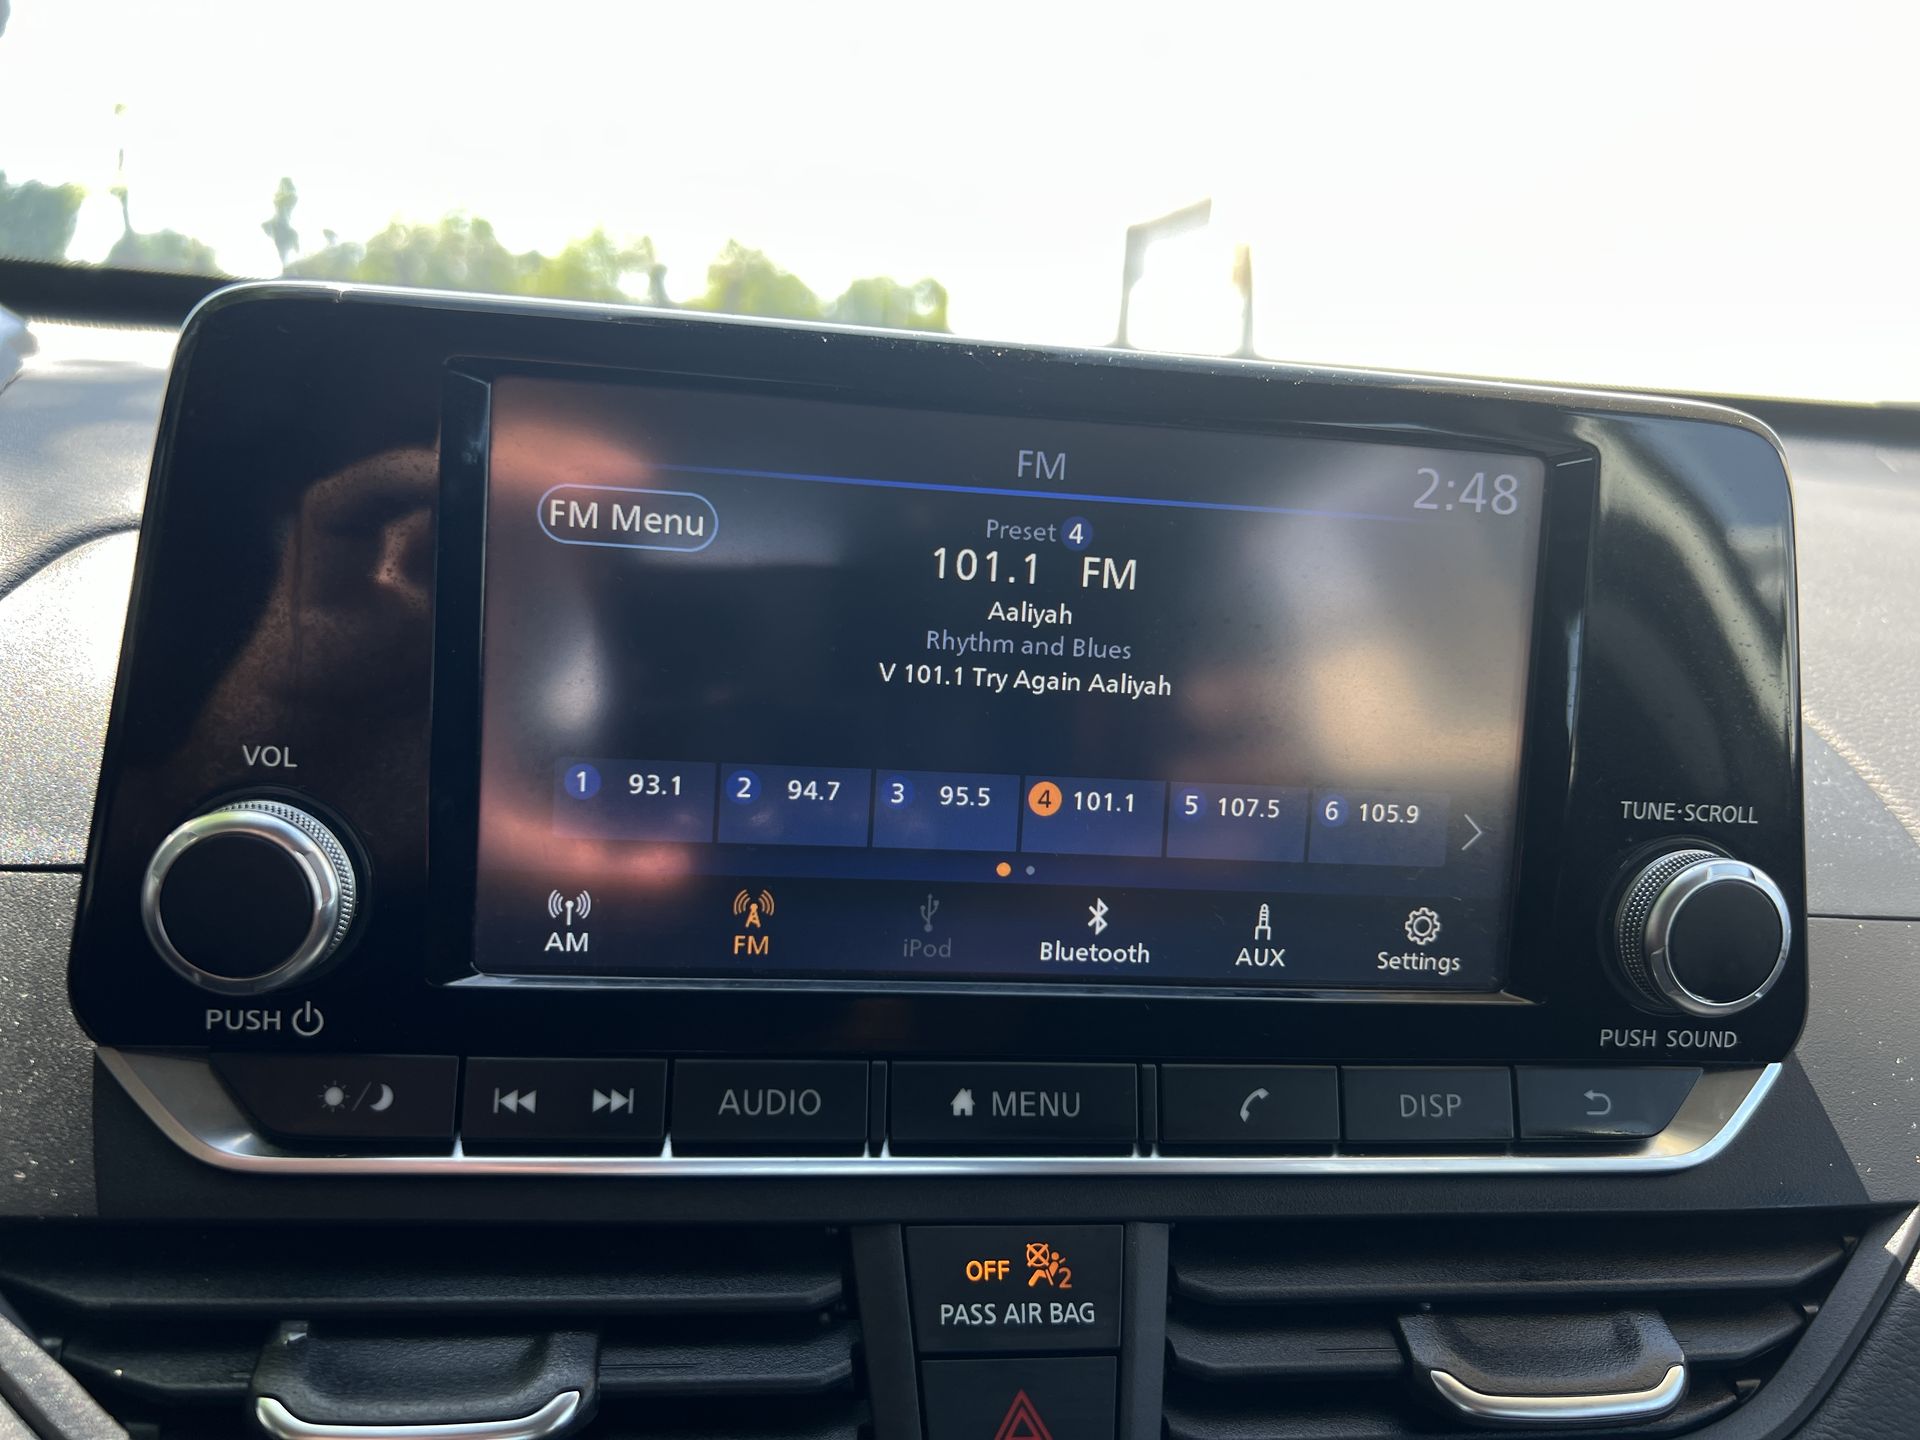 FM
2:48
FM Menu
Preset 4
101.1 FM
Aaliyah
Rhythm and Blues
V 101.1 Try Again Aaliyah
1 93.1
2 94.7
3 95.5
4 101.1
5 107.5
6 105.9
AM
FM
iPod
Bluetooth
AUX
Settings
VOL
PUSH
TUNE·SCROLL
PUSH SOUND
AUDIO
MENU
DISP
OFF 2
PASS AIR BAG